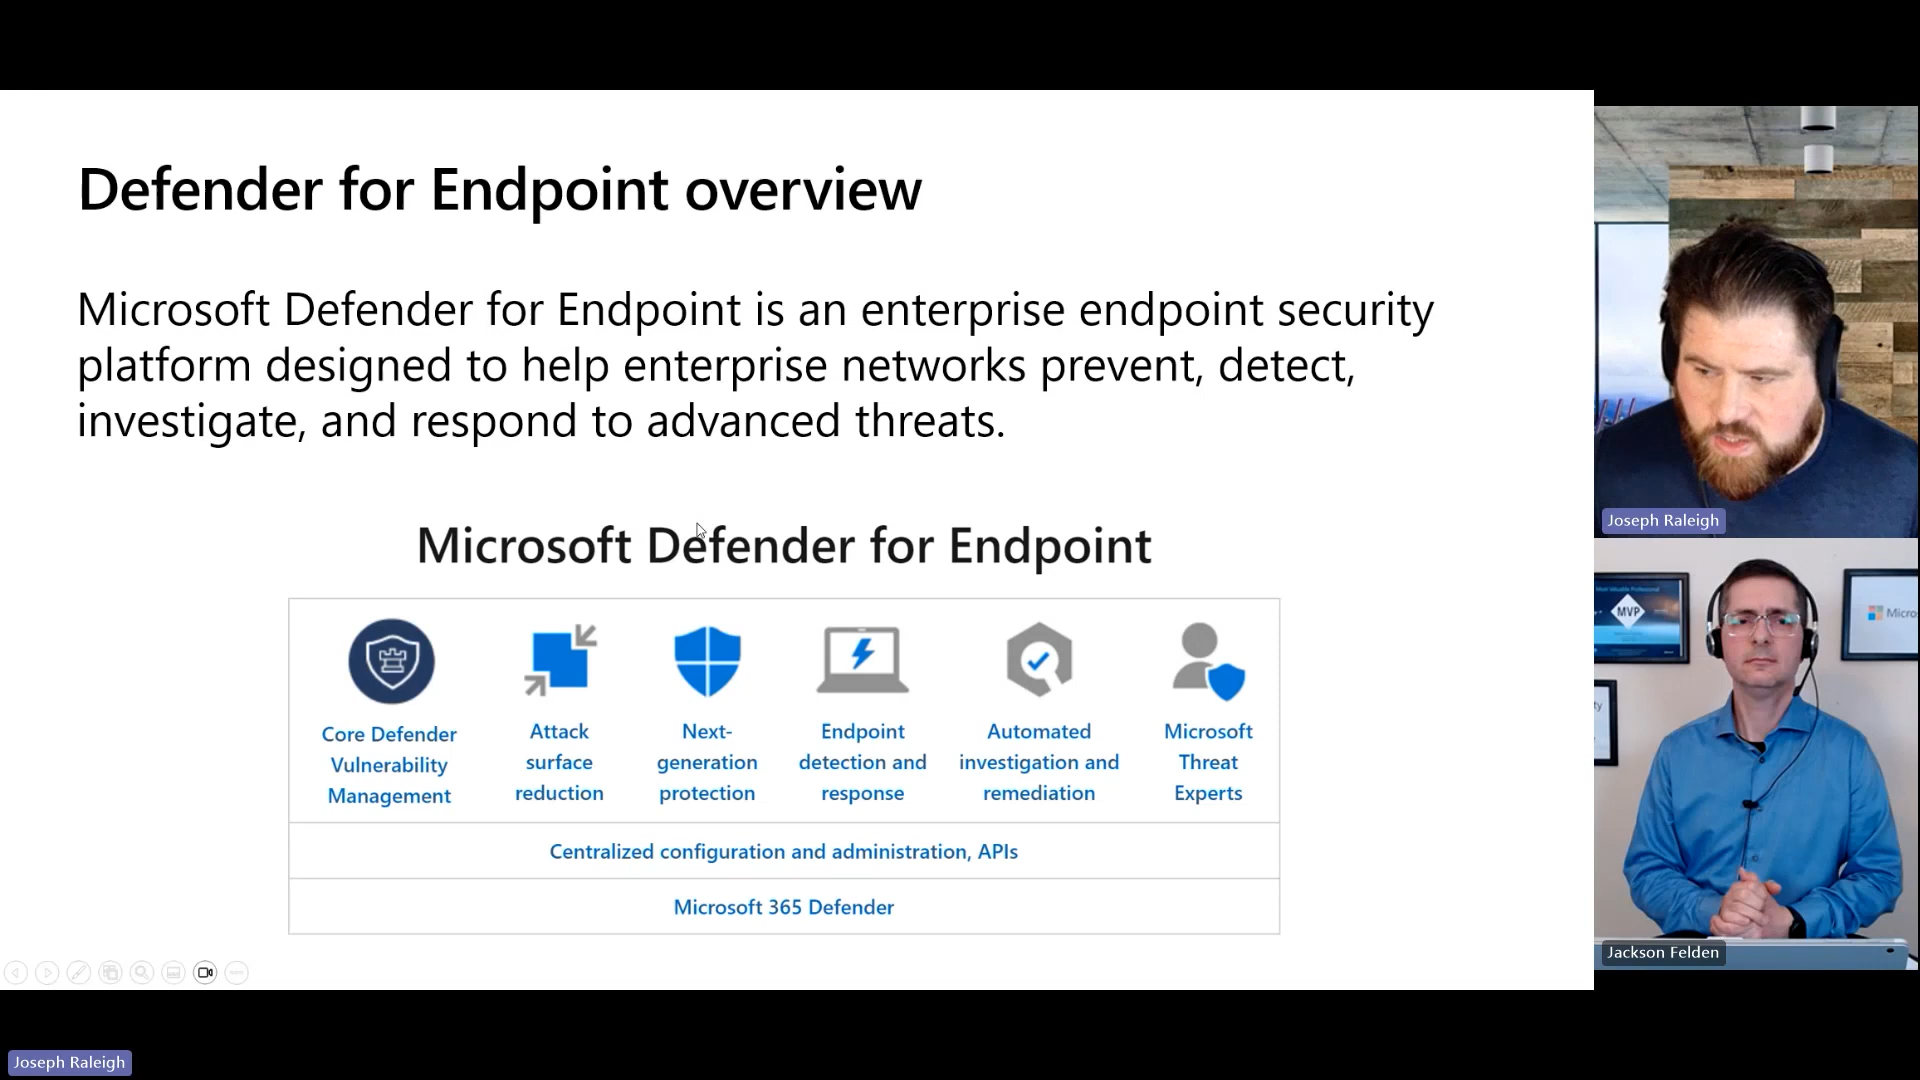 Defender for Endpoint overview
Microsoft Defender for Endpoint is an enterprise endpoint security
platform designed to help enterprise networks prevent, detect,
investigate, and respond to advanced threats.
Microsoft Defender for Endpoint
Core Defender
Vulnerability
Management
Attack
surface
reduction
Next-
generation
protection
Endpoint
detection and
response
Automated
investigation and
remediation
Microsoft
Threat
Experts
Centralized configuration and administration, APIs
Microsoft 365 Defender
Joseph Raleigh
MVP
Micro
Jackson Felden
Joseph Raleigh